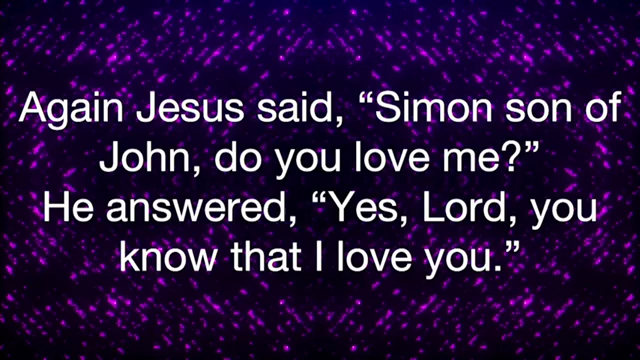 Again Jesus said, “Simon son of
John, do you love me?”
He answered, “Yes, Lord, you
know that I love you.”